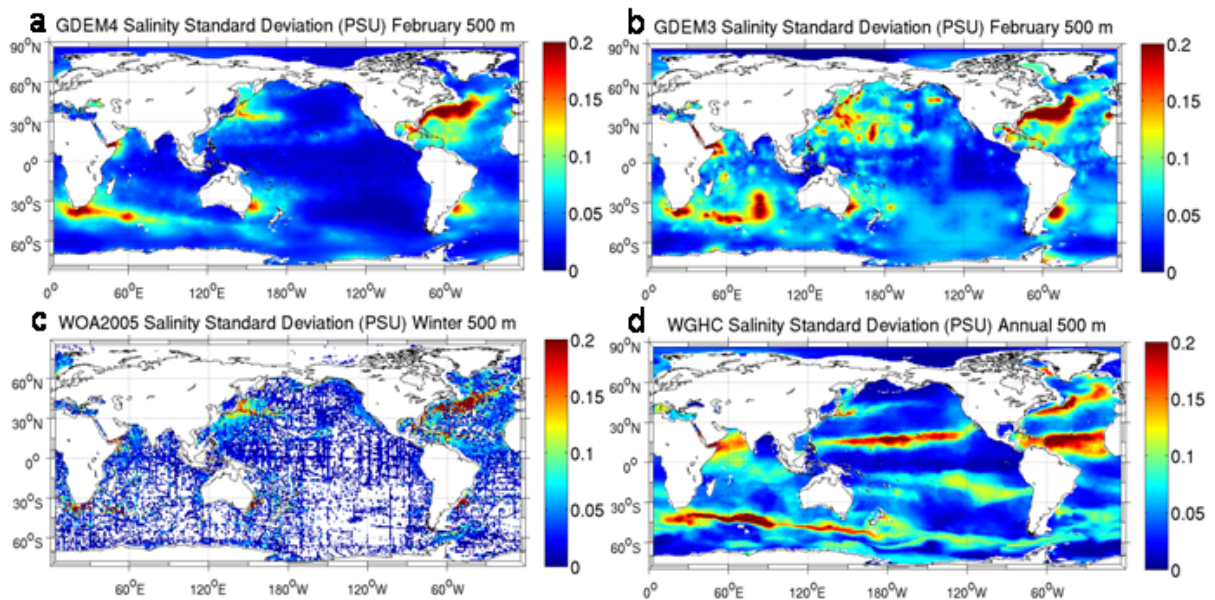 a
GDEM4 Salinity Standard Deviation (PSU) February 500 m
90°N
60°N
30°N
0°
30°S
60°S
0°
60°E
120°E
180°W
120°W
60°W
0.2
0.15
0.1
0.05
0
b
GDEM3 Salinity Standard Deviation (PSU) February 500 m
90°N
60°N
30°N
0°
30°S
60°S
0°
60°E
120°E
180°W
120°W
60°W
0.2
0.15
0.1
0.05
0
c
WOA2005 Salinity Standard Deviation (PSU) Winter 500 m
60°N
30°N
0°
30°S
60°S
0°
60°E
120°E
180°W
120°W
60°W
0.2
0.15
0.1
0.05
0
d
WGHC Salinity Standard Deviation (PSU) Annual 500 m
90°N
60°N
30°N
0°
30°S
60°S
0°
60°E
120°E
180°W
120°W
60°W
0.2
0.15
0.1
0.05
0